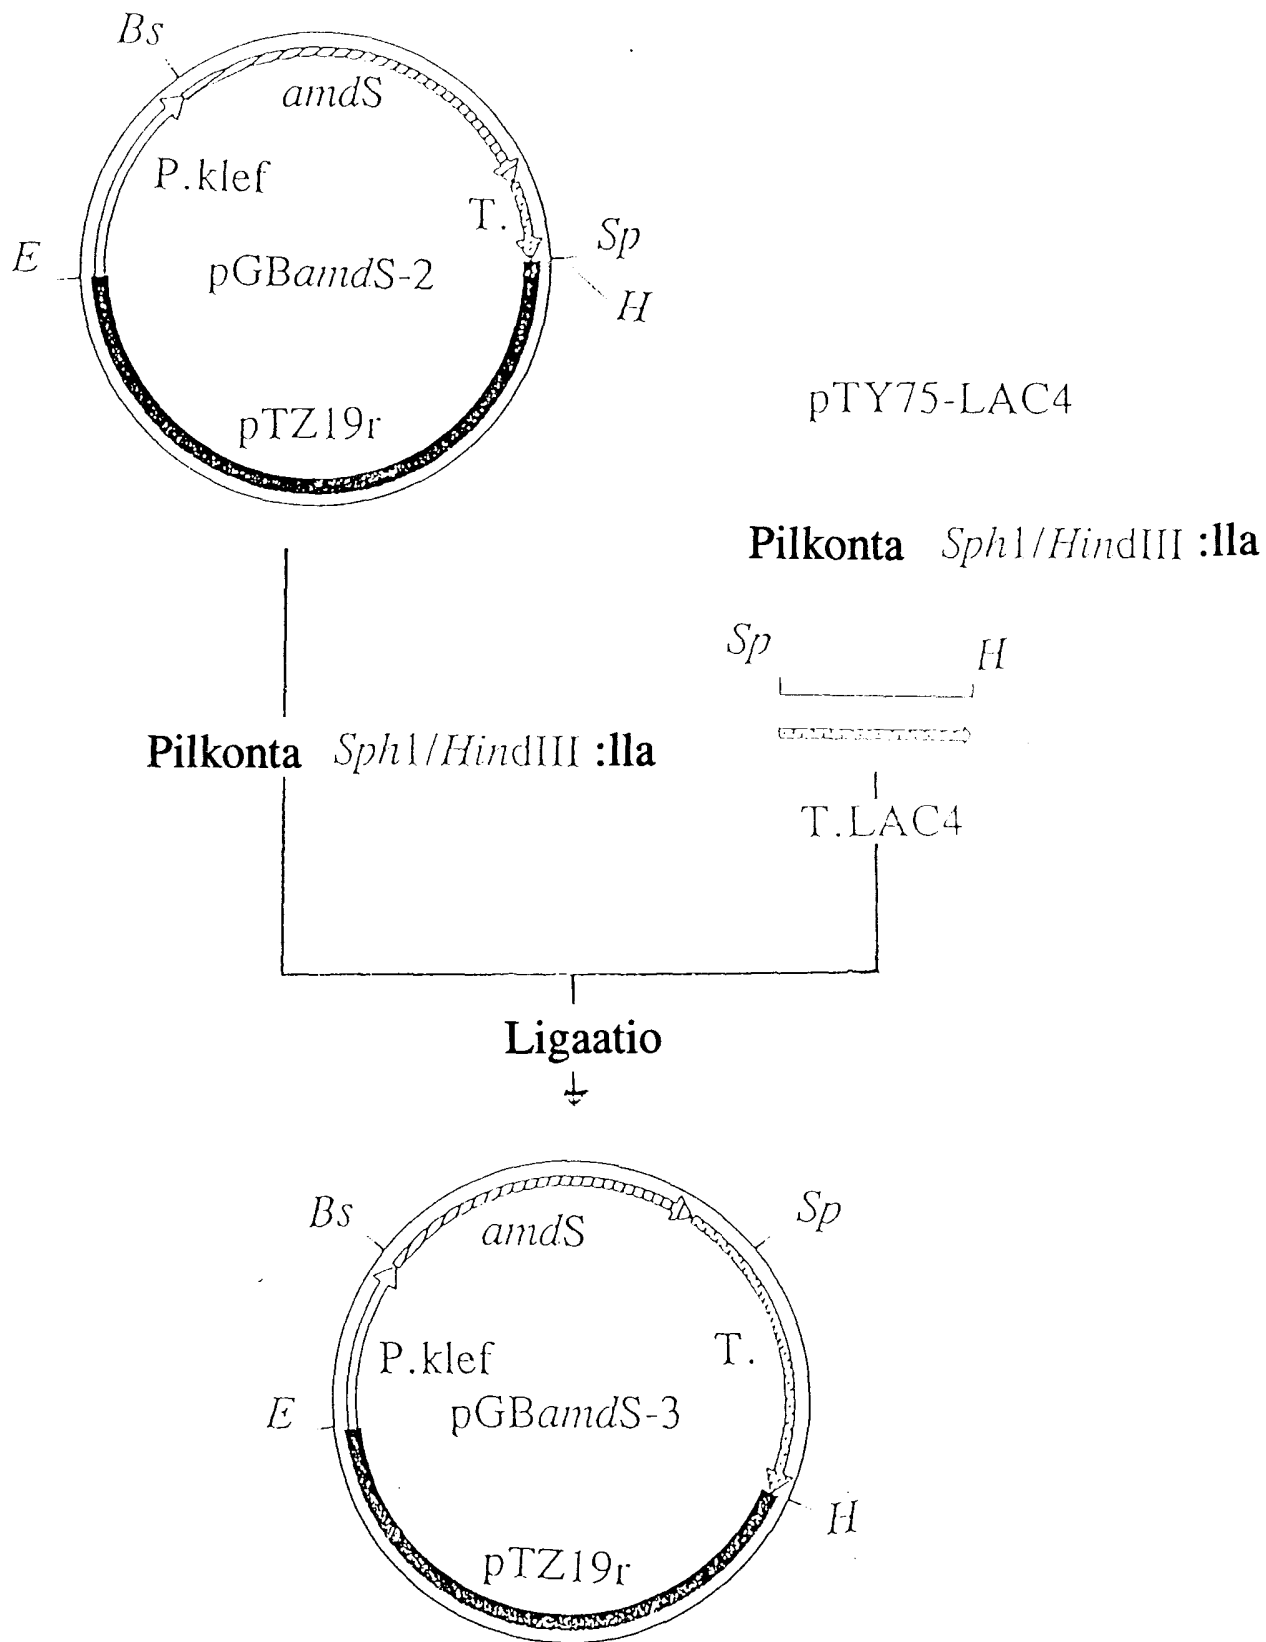 Bs
amdS
P.klef
T.
Sp
E
pGBamdS-2
H
pTZ19r
pTY75-LAC4
Pilkonta Sph1/HindIII :lla
Sp
H
Pilkonta Sph1/HindIII :lla
T.LAC4
Ligaatio
Bs
Sp
amdS
P.klef
T.
E
pGBamdS-3
H
pTZ19r